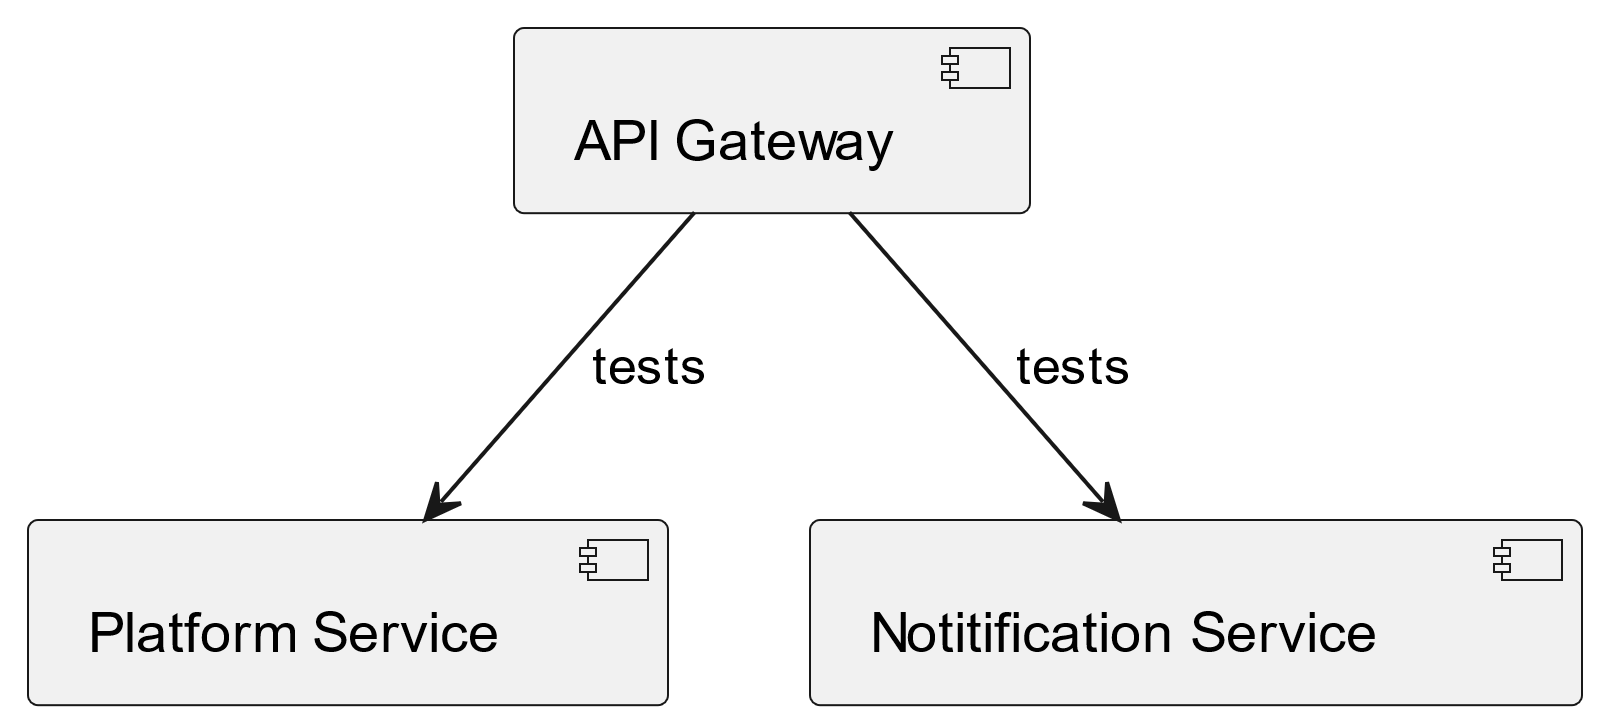 API Gateway
tests
tests
Platform Service
Notitification Service